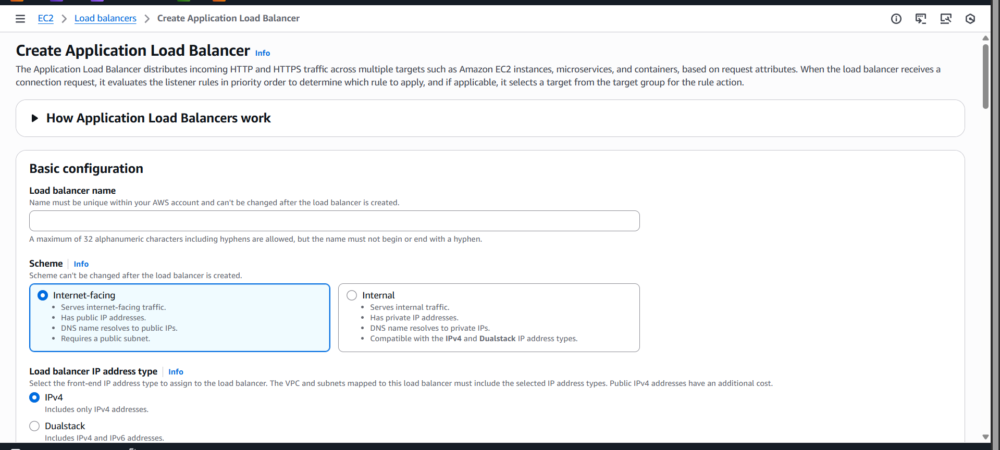 EC2 Load balancers Create Application Load Balancer
Create Application Load Balancer Info
The Application Load Balancer distributes incoming HTTP and HTTPS traffic across multiple targets such as Amazon EC2 instances, microservices, and containers, based on request attributes. When the load balancer receives a
connection request, it evaluates the listener rules in priority order to determine which rule to apply, and if applicable, it selects a target from the target group for the rule action.
How Application Load Balancers work
Basic configuration
Load balancer name
Name must be unique within your AWS account and can't be changed after the load balancer is created.
A maximum of 32 alphanumeric characters including hyphens are allowed, but the name must not begin or end with a hyphen.
Scheme Info
Scheme can't be changed after the load balancer is created.
Internet-facing
• Serves internet-facing traffic.
• Has public IP addresses.
• DNS name resolves to public IPs.
• Requires a public subnet.
Internal
• Serves internal traffic.
• Has private IP addresses.
• DNS name resolves to private IPs.
• Compatible with the IPv4 and Dualstack IP address types.
Load balancer IP address type Info
Select the front-end IP address type to assign to the load balancer. The VPC and subnets mapped to this load balancer must include the selected IP address types. Public IPv4 addresses have an additional cost.
IPv4
Includes only IPv4 addresses.
Dualstack
Includes IPv4 and IPv6 addresses.